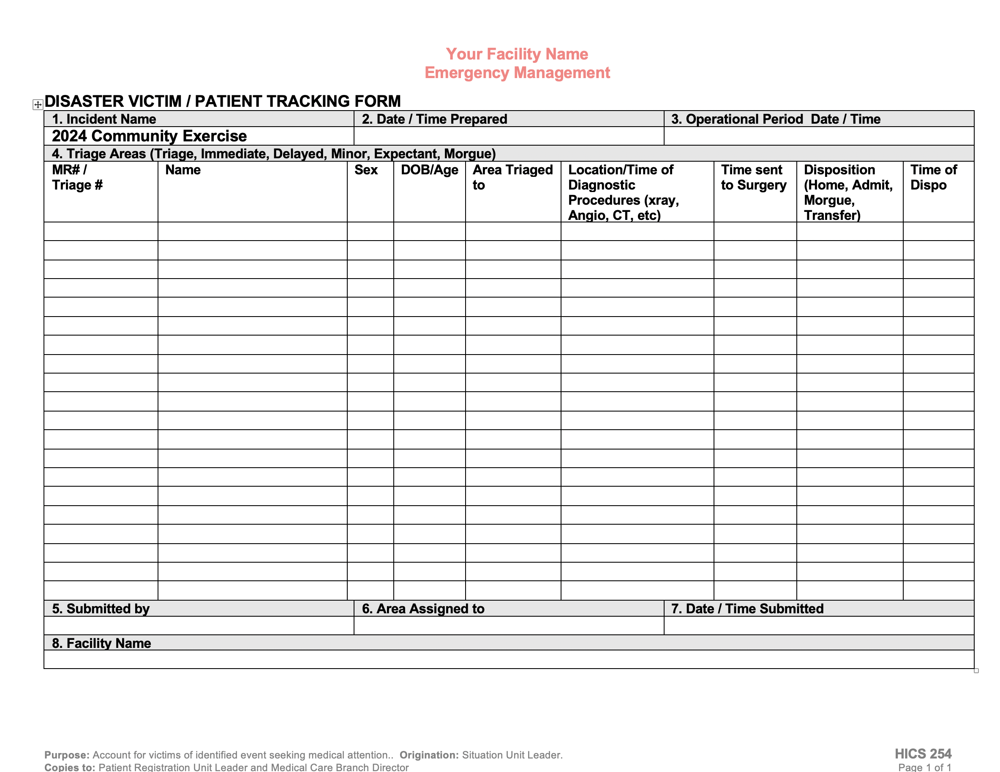 Your Facility Name
Emergency Management
DISASTER VICTIM / PATIENT TRACKING FORM
1. Incident Name
2. Date / Time Prepared
3. Operational Period  Date / Time
2024 Community Exercise
4. Triage Areas (Triage, Immediate, Delayed, Minor, Expectant, Morgue)
MR# /
Triage #
Name
Sex
DOB/Age
Area Triaged
to
Location/Time of
Diagnostic
Procedures (xray,
Angio, CT, etc)
Time sent
to Surgery
Disposition
(Home, Admit,
Morgue,
Transfer)
Time of
Dispo
5. Submitted by
6. Area Assigned to
7. Date / Time Submitted
8. Facility Name
Purpose: Account for victims of identified event seeking medical attention..  Origination: Situation Unit Leader.
Copies to: Patient Registration Unit Leader and Medical Care Branch Director
HICS 254
Page 1 of 1